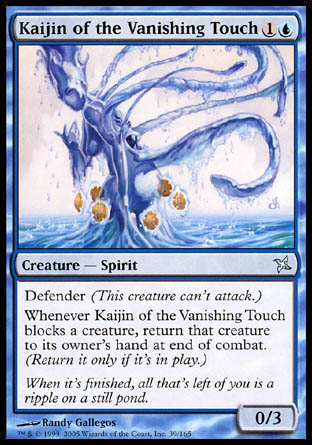 Kaijin of the Vanishing Touch 1
Creature — Spirit
Defender (This creature can't attack.)
Whenever Kaijin of the Vanishing Touch
blocks a creature, return that creature
to its owner's hand at end of combat.
(Return it only if it's in play.)
When it's finished, all that's left of you is a
ripple on a still pond.
Randy Gallegos
0/3
™ & © 1993–2005 Wizards of the Coast, Inc. 39/165